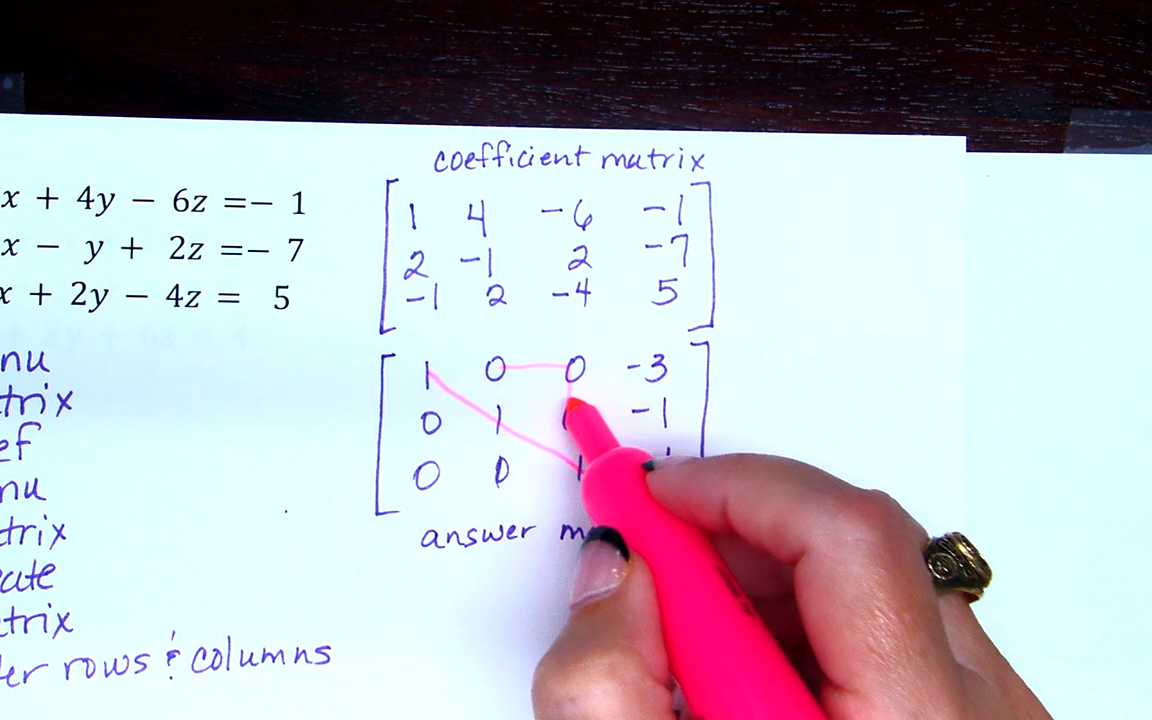 coefficient matrix
x + 4y − 6z =− 1
x − y + 2z =− 7
x + 2y − 4z = 5
1 4 -6 -1
2 -1 2 -7
-1 2 -4 5
nu
trix
ef
nu
trix
ate
trix
er rows & columns
1 0 0 -3
0 1 -1
0 0 1
answer m